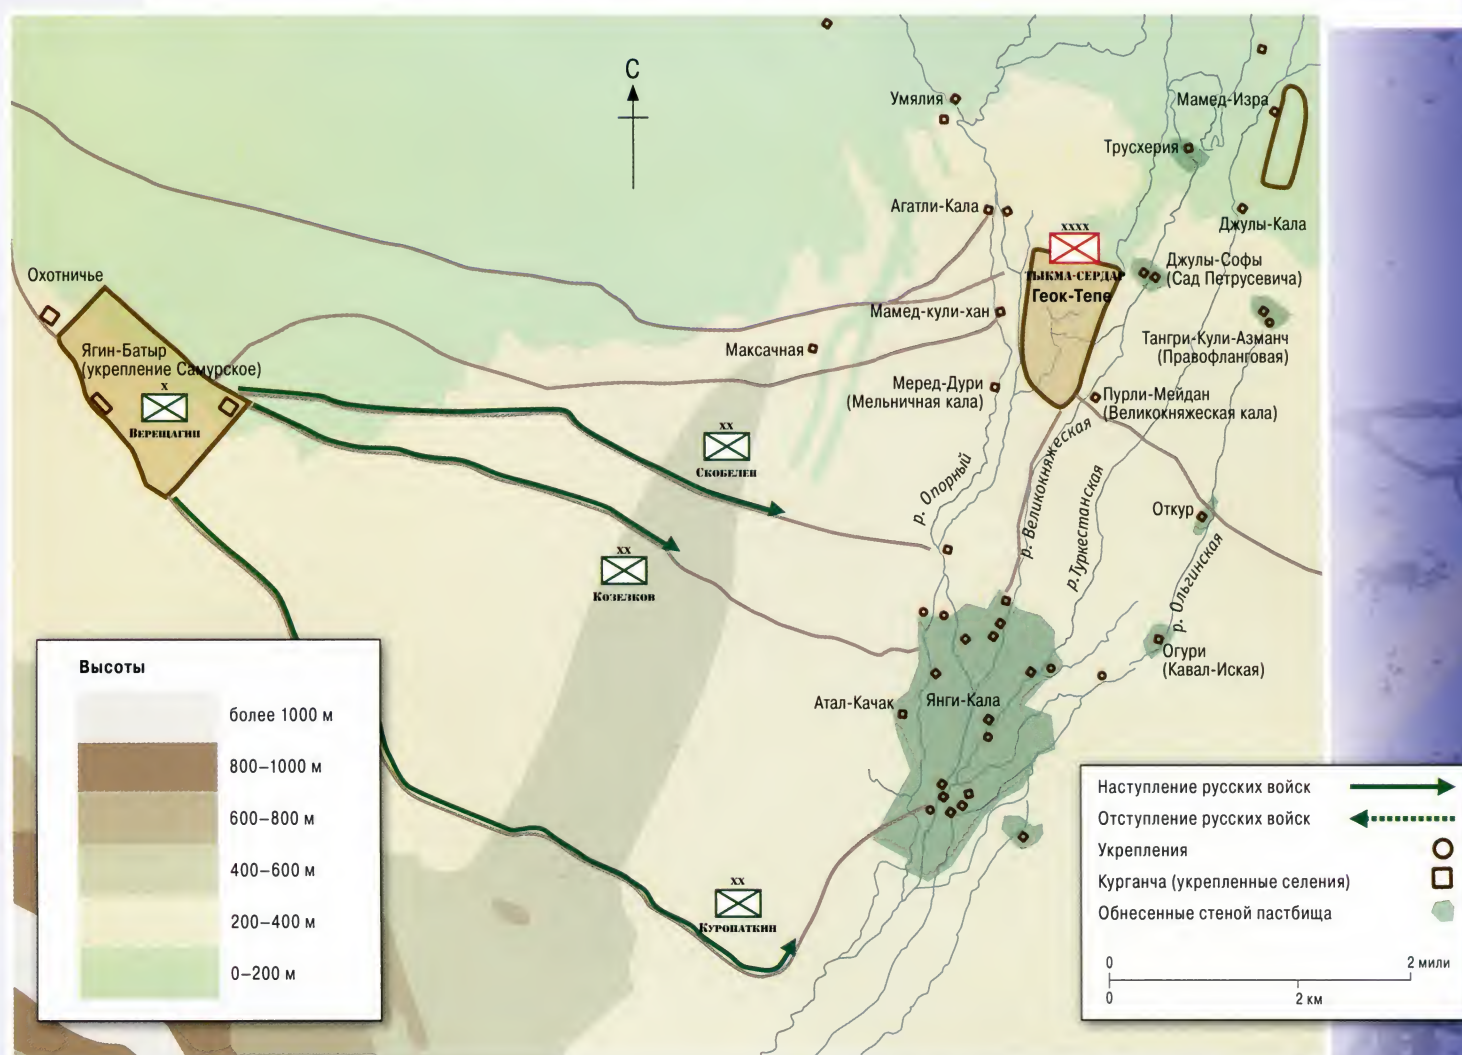 С
Умялия
Мамед-Изра
Трусхерия
Агатли-Кала
Джулы-Кала
xxxx
ТЫКМА-СЕРДАР
Геок-Тепе
Джулы-Софы
(Сад Петрусевича)
Охотничье
Мамед-кули-хан
Тангри-Кули-Азманч
(Правофланговая)
Максачная
Ягин-Батыр
(укрепление Самурское)
x
Верещагин
Меред-Дури
(Мельничная кала)
Пурли-Мейдан
(Великокняжеская кала)
xx
Скобелен
р. Опорный
р. Великокняжеская
р.Туркестанская
Откур
р. Ольгинская
xx
Козелков
Огури
(Кавал-Иская)
Атал-Качак
Янги-Кала
xx
Куропаткин
Высоты
более 1000 м
800–1000 м
600–800 м
400–600 м
200–400 м
0–200 м
Наступление русских войск
Отступление русских войск
Укрепления
Курганча (укрепленные селения)
Обнесенные стеной пастбища
0 2 мили
0 2 км